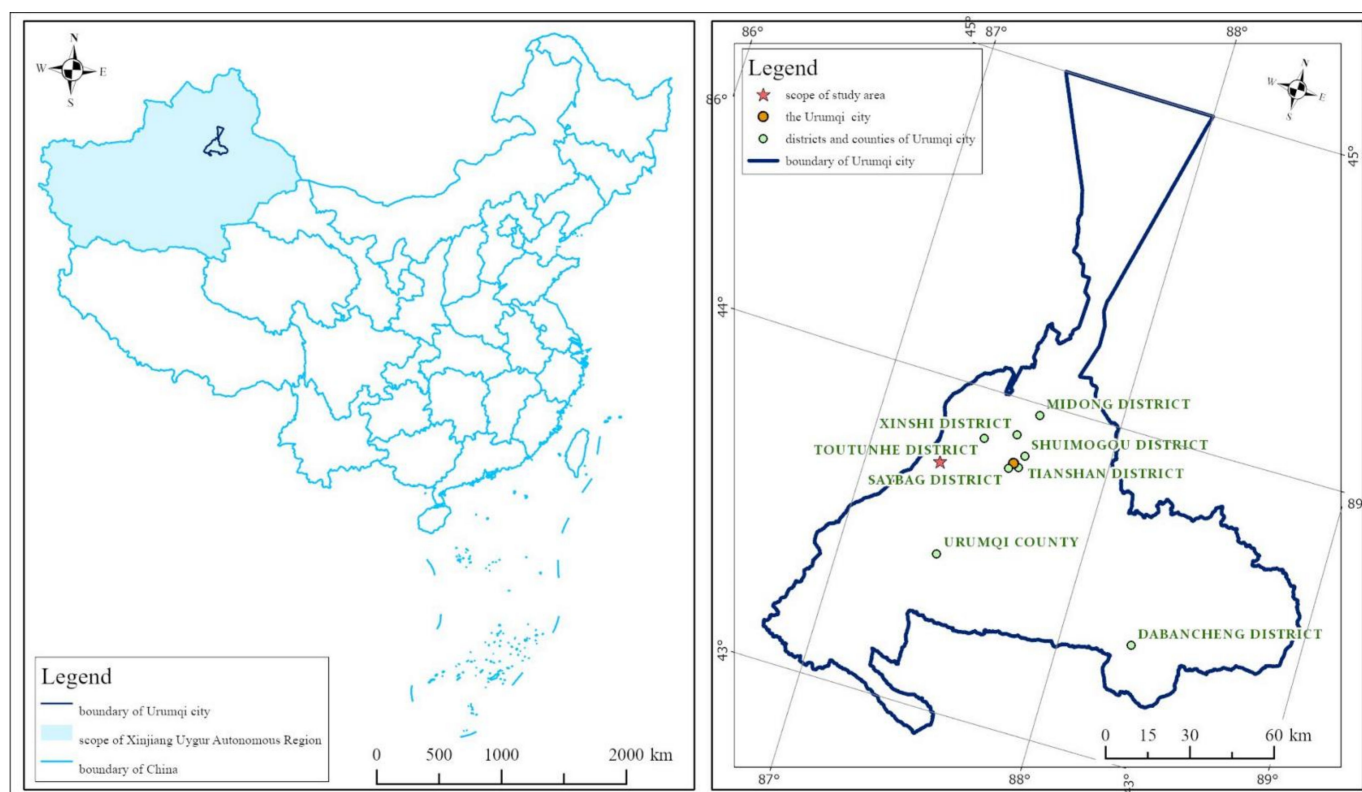 N
W E
S
Legend
boundary of Urumqi city
scope of Xinjiang Uygur Autonomous Region
boundary of China
0 500 1000 2000 km
86° 45° 87° 88°
Legend
scope of study area
the Urumqi city
districts and counties of Urumqi city
boundary of Urumqi city
N
W E
S
86°
45°
44°
MIDONG DISTRICT
XINSHI DISTRICT
SHUIMOGOU DISTRICT
TOUTUNHE DISTRICT
SAYBAG DISTRICT
TIANSHAN DISTRICT
89°
URUMQI COUNTY
DABANCHENG DISTRICT
43°
0 15 30 60 km
87° 88° 43° 89°